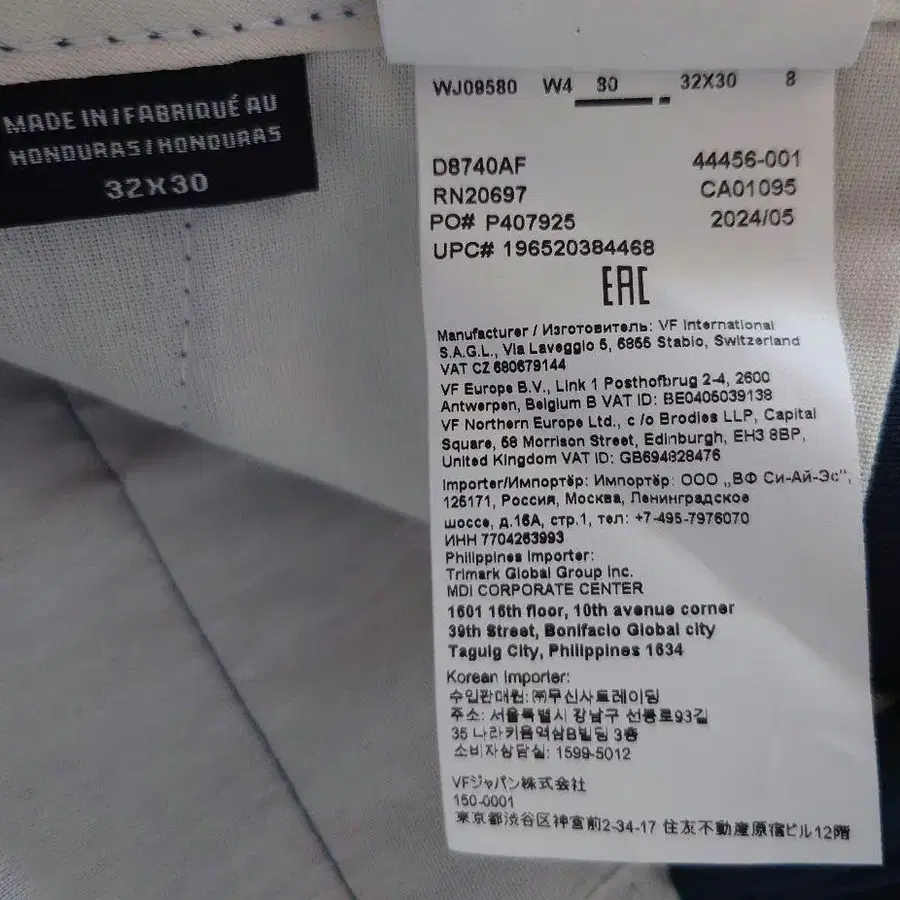 MADE IN/FABRIQUÉ AU
HONDURAS/HONDURAS
32X30
WJ09580 W4 30 32X30 8
D8740AF 44456-001
RN20697 CA01095
PO# P407925 2024/05
UPC# 196520384468
EAC
Manufacturer / Изготовитель: VF International
S.A.G.L., Via Laveggio 5, 6855 Stabio, Switzerland
VAT CZ 680679144
VF Europe B.V., Link 1 Posthofbrug 2-4, 2600
Antwerpen, Belgium B VAT ID: BE0406039138
VF Northern Europe Ltd., c /o Brodies LLP, Capital
Square, 58 Morrison Street, Edinburgh, EH3 8BP,
United Kingdom VAT ID: GB694828476
Importer/Импортёр: Импортёр: ООО „ВФ Си-Ай-Эс",
125171, Россия, Москва, Ленинградское
шоссе, д.16А, стр.1, тел: +7-495-7976070
ИНН 7704263993
Philippines Importer:
Trimark Global Group Inc.
MDI CORPORATE CENTER
1601 16th floor, 10th avenue corner
39th Street, Bonifacio Global city
Taguig City, Philippines 1634
Korean Importer:
수입판매원: ㈜무신사트레이딩
주소: 서울특별시 강남구 선릉로93길
35 나라키움역삼B빌딩 3층
소비자상담실: 1599-5012
VFジャパン株式会社
150-0001
東京都渋谷区神宮前2-34-17 住友不動産原宿ビル12階